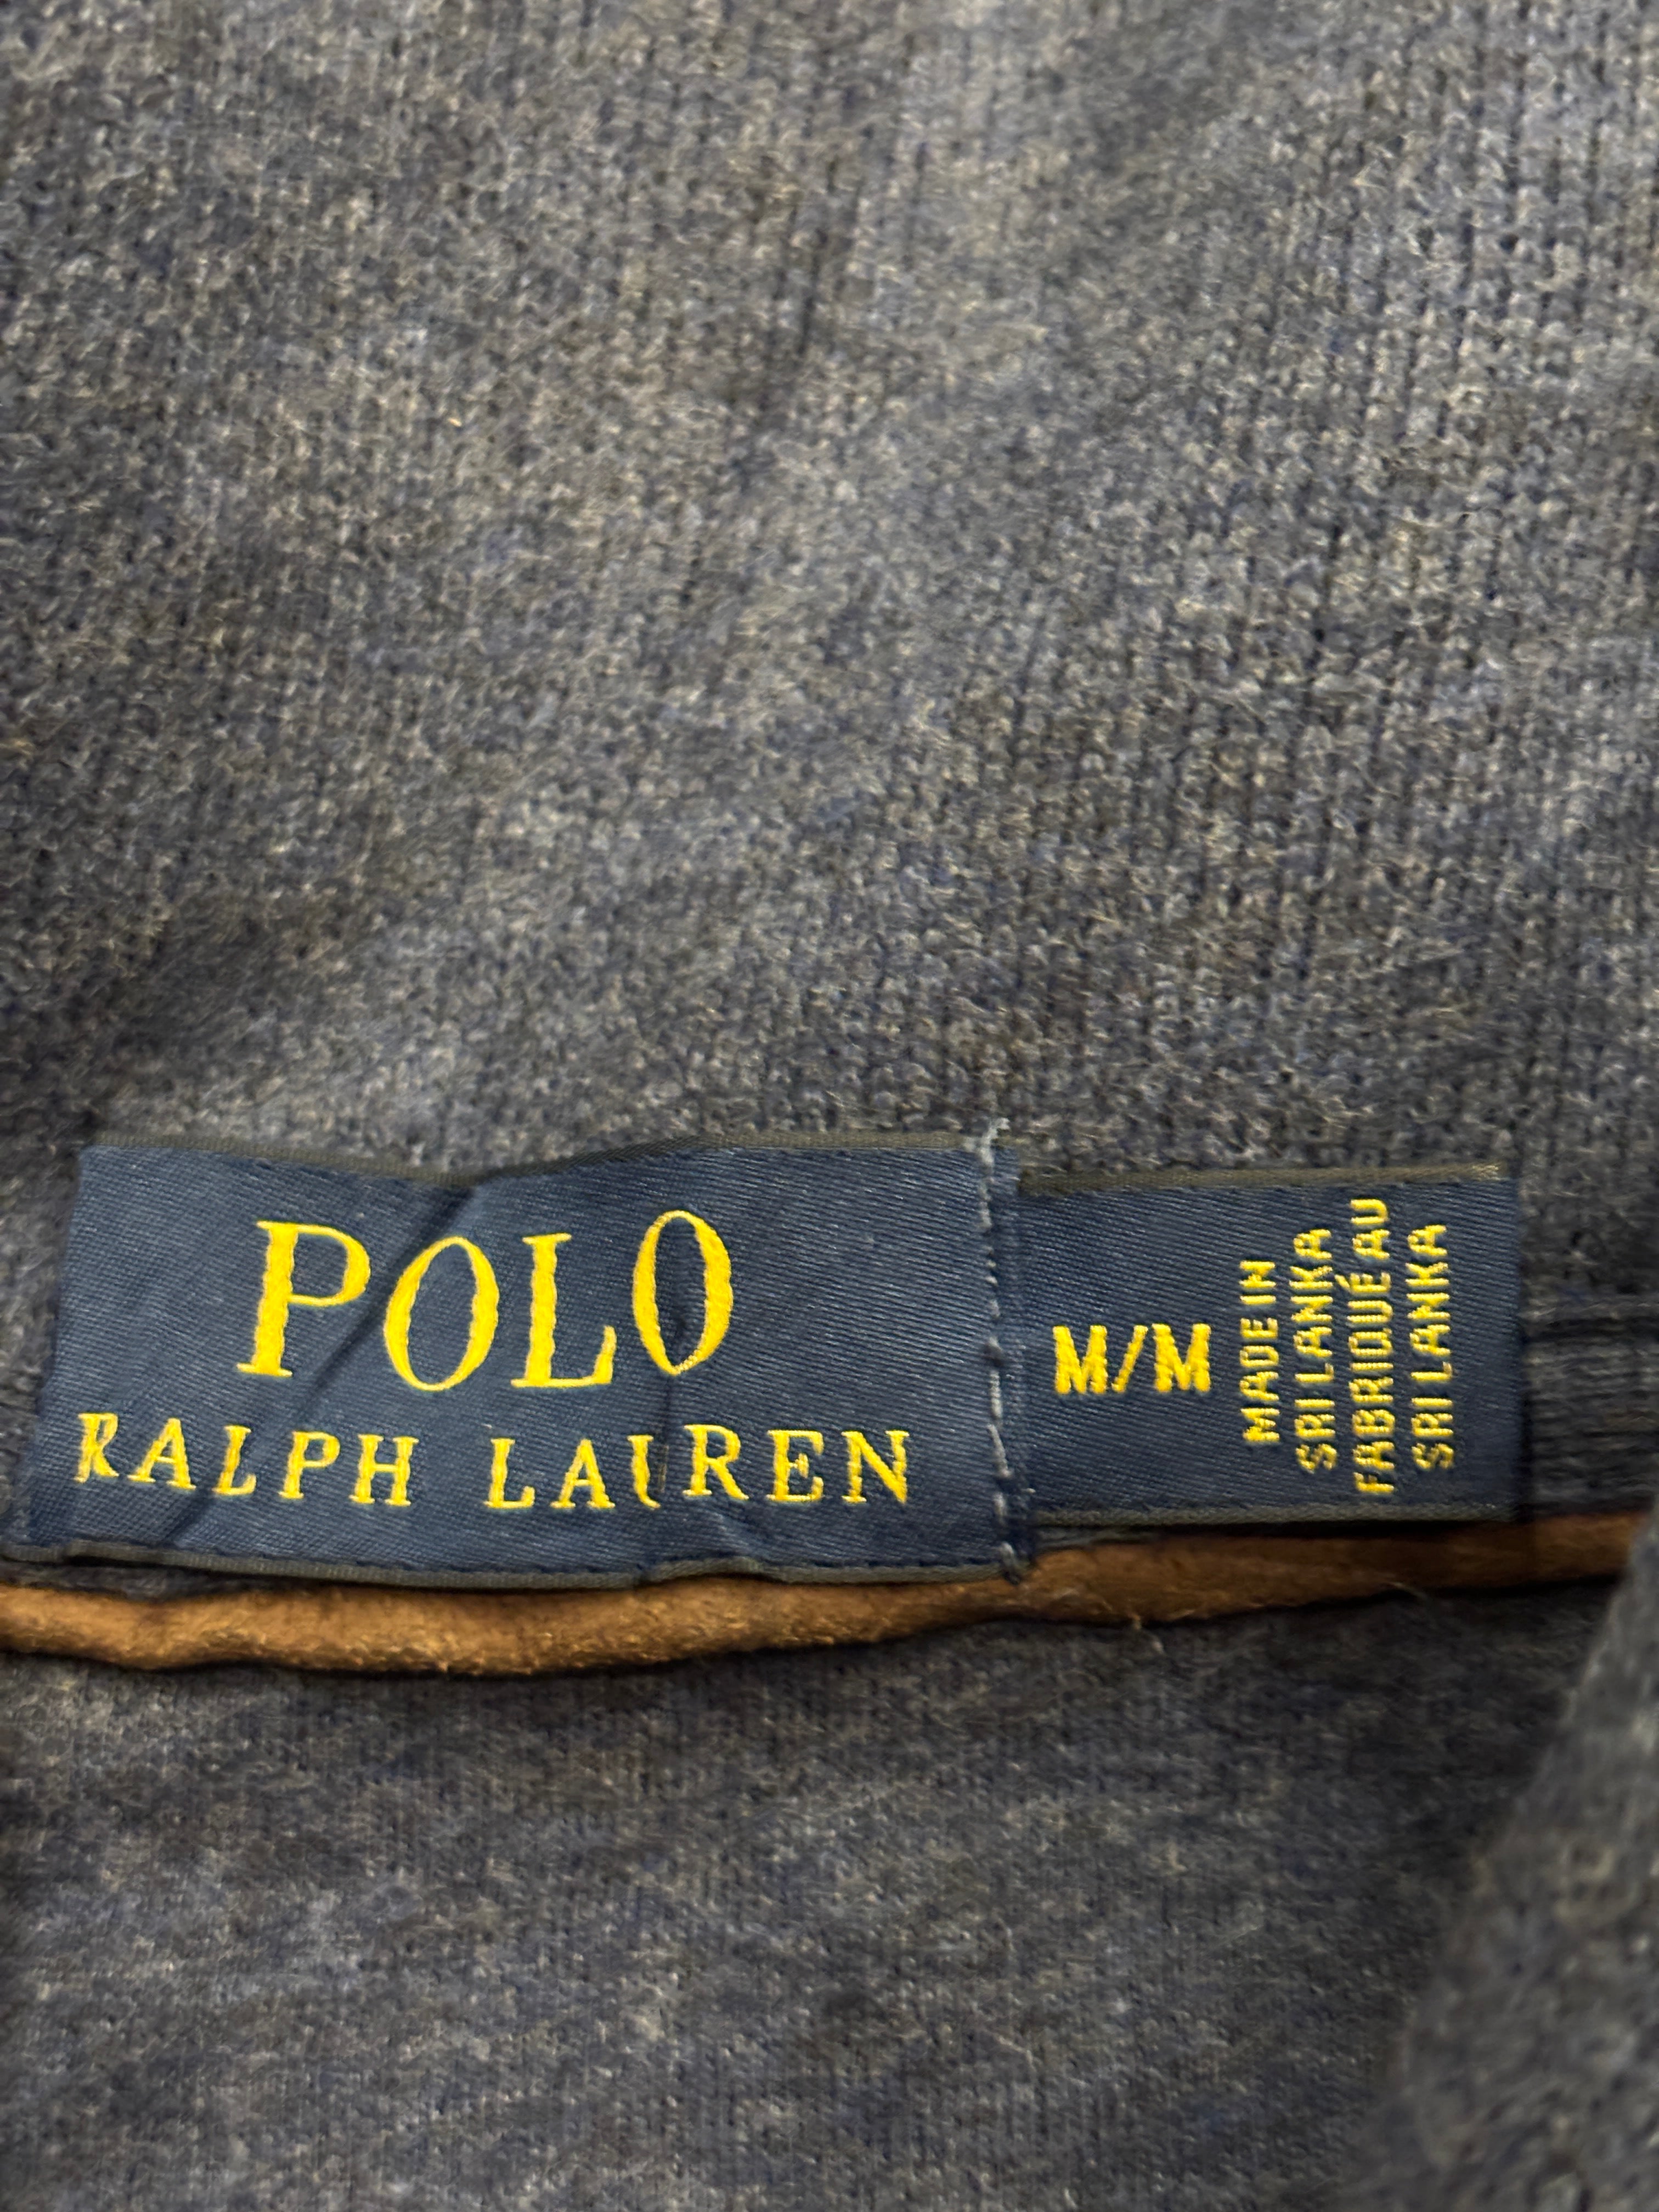 POLO
RALPH LAUREN
M/M
MADE IN
SRI LANKA
FABRIQUÉ AU
SRI LANKA